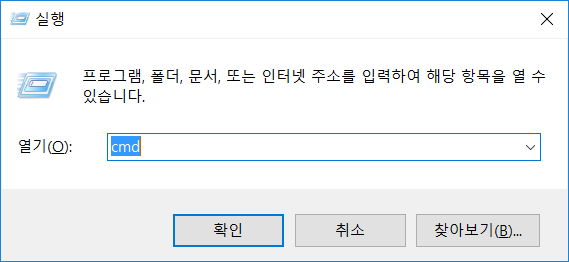 실행
프로그램, 폴더, 문서, 또는 인터넷 주소를 입력하여 해당 항목을 열 수
있습니다.
열기(O): cmd
확인 취소 찾아보기(B)...